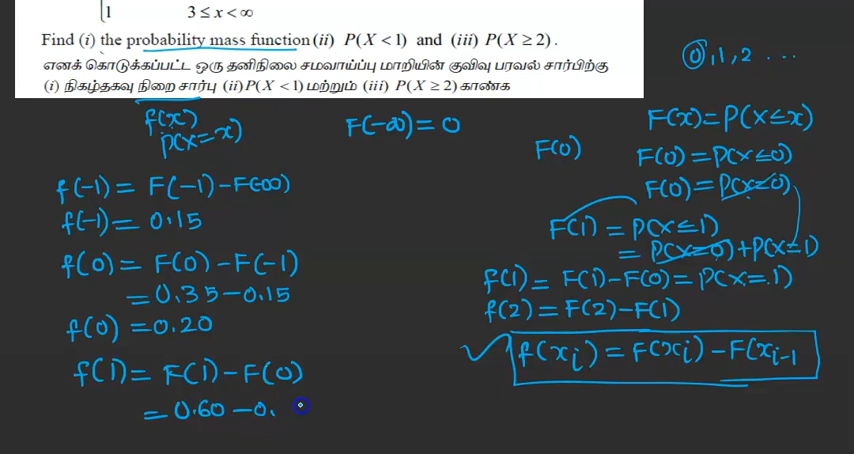 1 3 ≤ x < ∞
Find (i) the probability mass function (ii) P(X < 1) and (iii) P(X ≥ 2).
எனக் கொடுக்கப்பட்ட ஒரு தனிநிலை சமவாய்ப்பு மாறியின் குவிவு பரவல் சார்பிற்கு
(i) நிகழ்தகவு நிறை சார்பு (ii) P(X < 1) மற்றும் (iii) P(X ≥ 2) காண்க
0, 1, 2 ...
f(x)
P(X=x)
F(-∞) = 0
f(-1) = F(-1) - F(-∞)
f(-1) = 0.15
f(0) = F(0) - F(-1)
= 0.35 - 0.15
f(0) = 0.20
f(1) = F(1) - F(0)
= 0.60 - 0.
F(0)
F(x) = P(X≤x)
F(0) = P(X≤0)
F(0) = P(X=0)
F(1) = P(X≤1)
= P(X=0) + P(X=1)
f(1) = F(1) - F(0) = P(X=1)
f(2) = F(2) - F(1)
f(xi) = F(xi) - F(xi-1